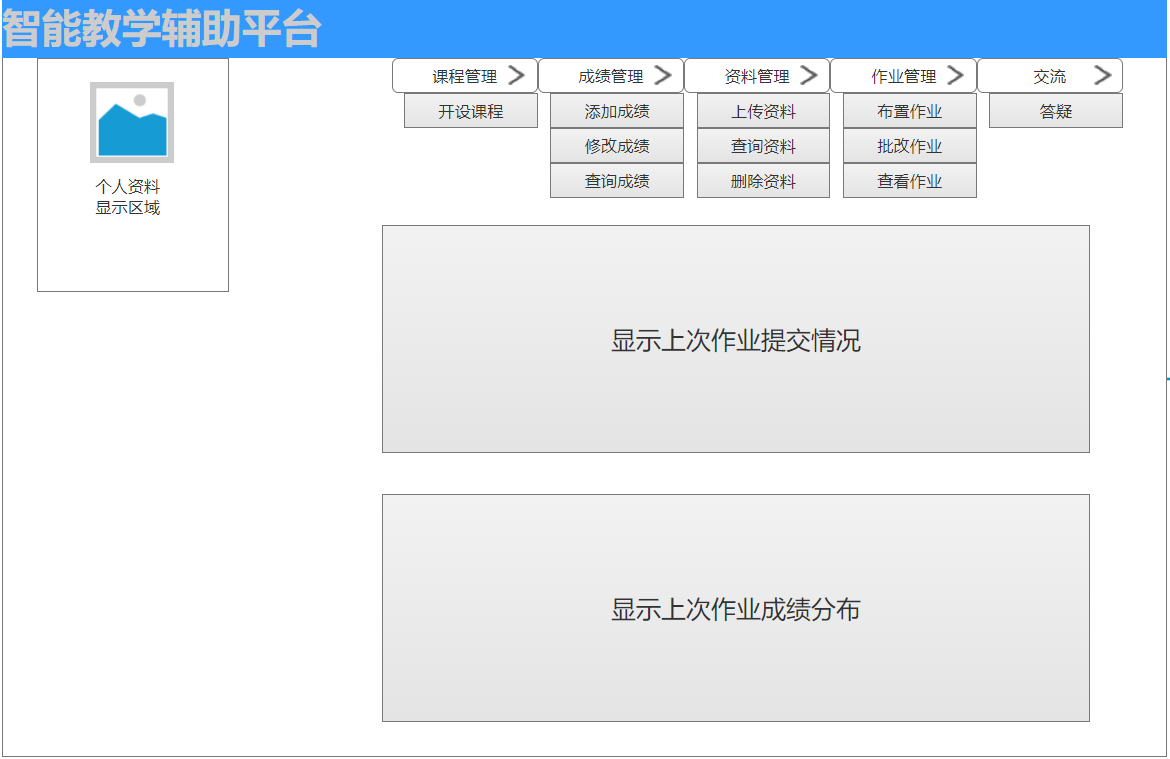 智能教学辅助平台
课程管理 成绩管理 资料管理 作业管理 交流
开设课程 添加成绩 上传资料 布置作业 答疑
修改成绩 查询资料 批改作业
查询成绩 删除资料 查看作业
个人资料
显示区域
显示上次作业提交情况
显示上次作业成绩分布